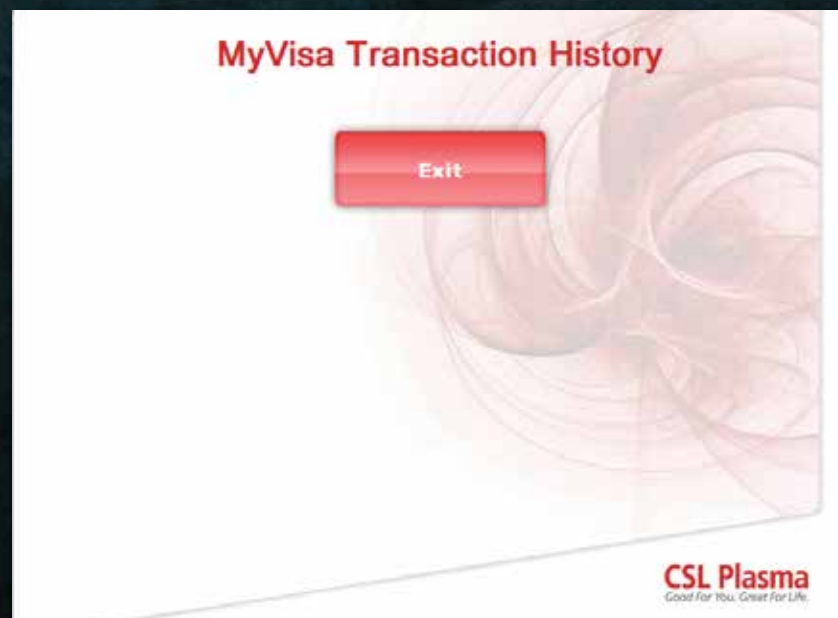 MyVisa Transaction History
Exit
CSL Plasma
Good For You. Great For Life.